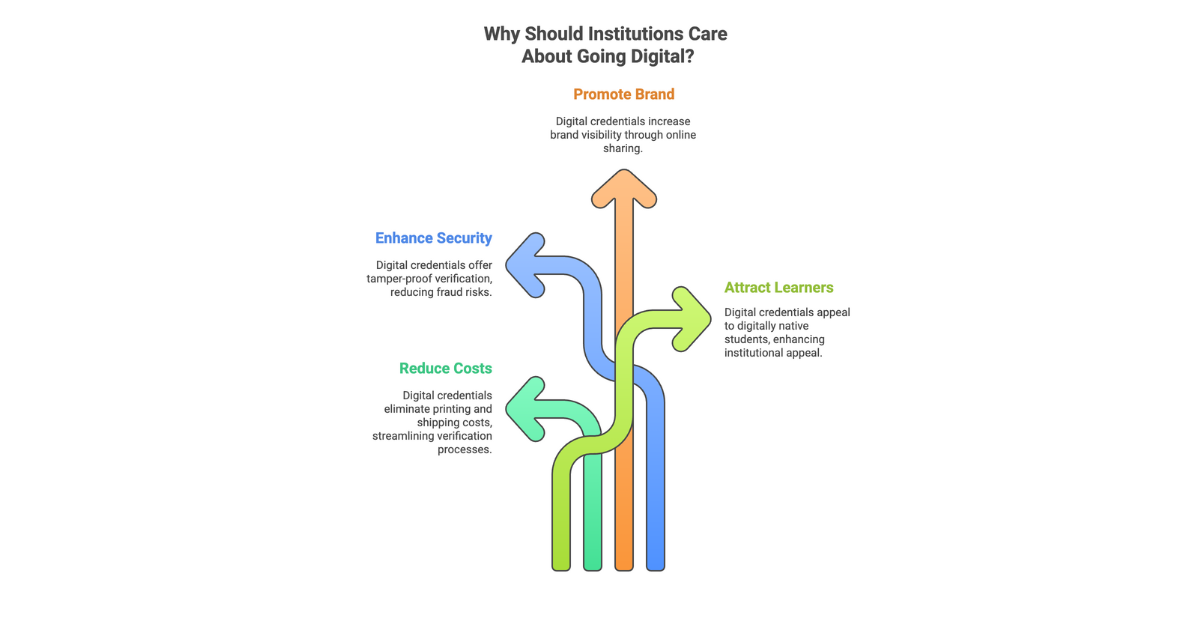 Why Should Institutions Care
About Going Digital?
Promote Brand
Digital credentials increase
brand visibility through online
sharing.
Enhance Security
Digital credentials offer
tamper-proof verification,
reducing fraud risks.
Attract Learners
Digital credentials appeal
to digitally native
students, enhancing
institutional appeal.
Reduce Costs
Digital credentials
eliminate printing and
shipping costs,
streamlining verification
processes.